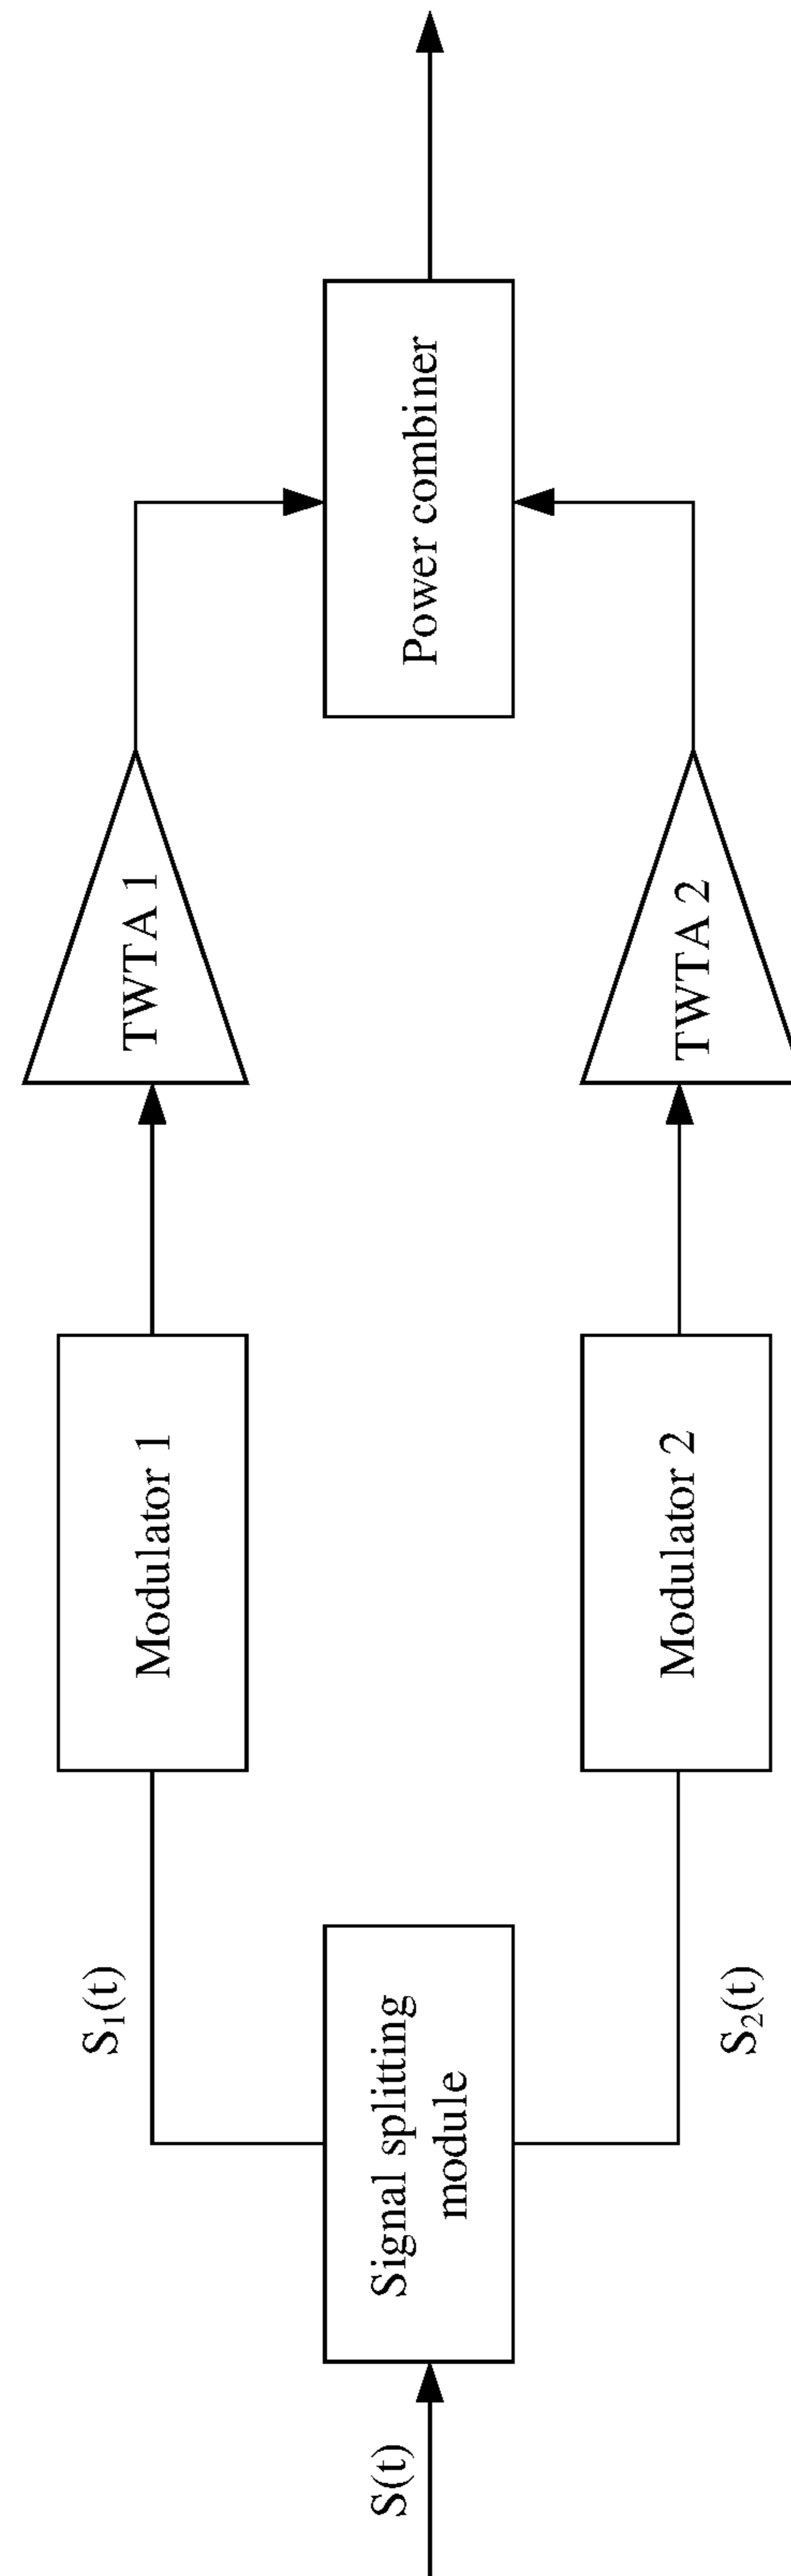 S(t)
Signal splitting
module
S₁(t)
S₂(t)
Modulator 1
Modulator 2
TWTA 1
TWTA 2
Power combiner